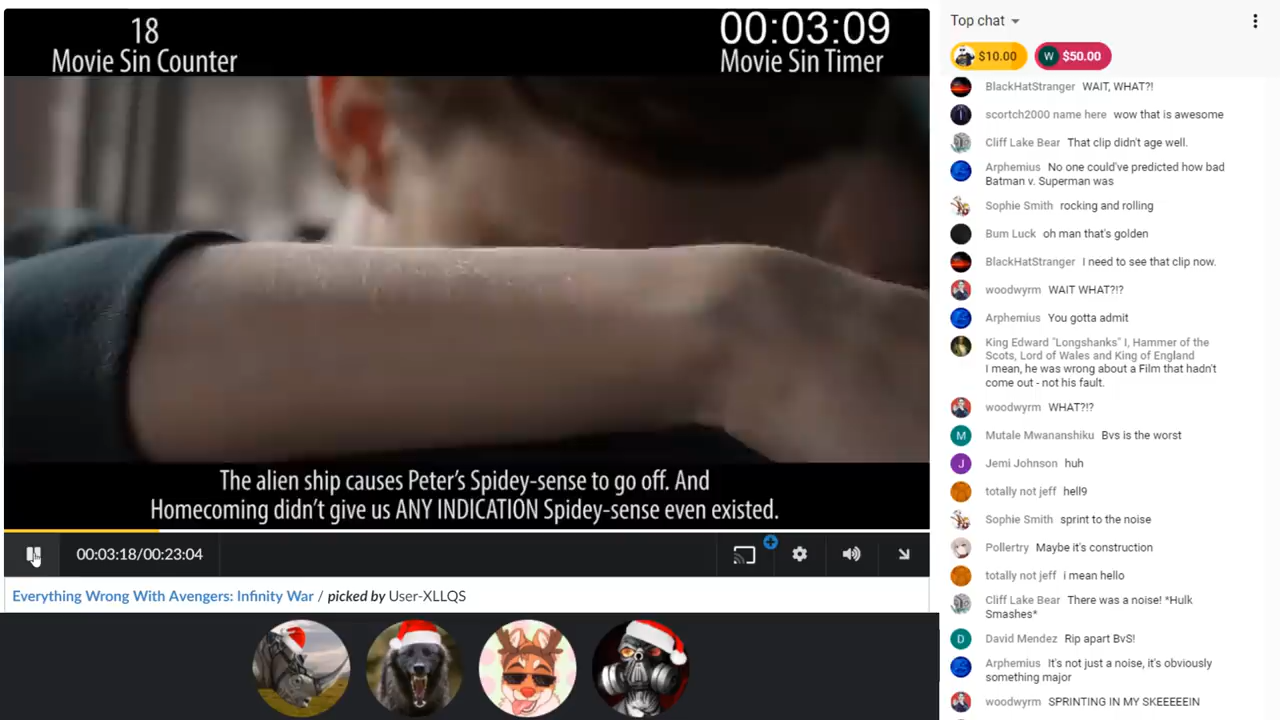 18
Movie Sin Counter
00:03:09
Movie Sin Timer
The alien ship causes Peter's Spidey-sense to go off. And
Homecoming didn't give us ANY INDICATION Spidey-sense even existed.
00:03:18/00:23:04
Everything Wrong With Avengers: Infinity War / picked by User-XLLQS
Top chat
$10.00
W $50.00
BlackHatStranger WAIT, WHAT?!
scortch2000 name here wow that is awesome
Cliff Lake Bear That clip didn't age well.
Arphemius No one could've predicted how bad
Batman v. Superman was
Sophie Smith rocking and rolling
Bum Luck oh man that's golden
BlackHatStranger I need to see that clip now.
woodwyrm WAIT WHAT?!?
Arphemius You gotta admit
King Edward "Longshanks" I, Hammer of the
Scots, Lord of Wales and King of England
I mean, he was wrong about a Film that hadn't
come out - not his fault.
woodwyrm WHAT?!?
M Mutale Mwananshiku Bvs is the worst
J Jemi Johnson huh
totally not jeff hell9
Sophie Smith sprint to the noise
Pollertry Maybe it's construction
totally not jeff i mean hello
Cliff Lake Bear There was a noise! *Hulk
Smashes*
D David Mendez Rip apart BvS!
Arphemius It's not just a noise, it's obviously
something major
woodwyrm SPRINTING IN MY SKEEEEEIN